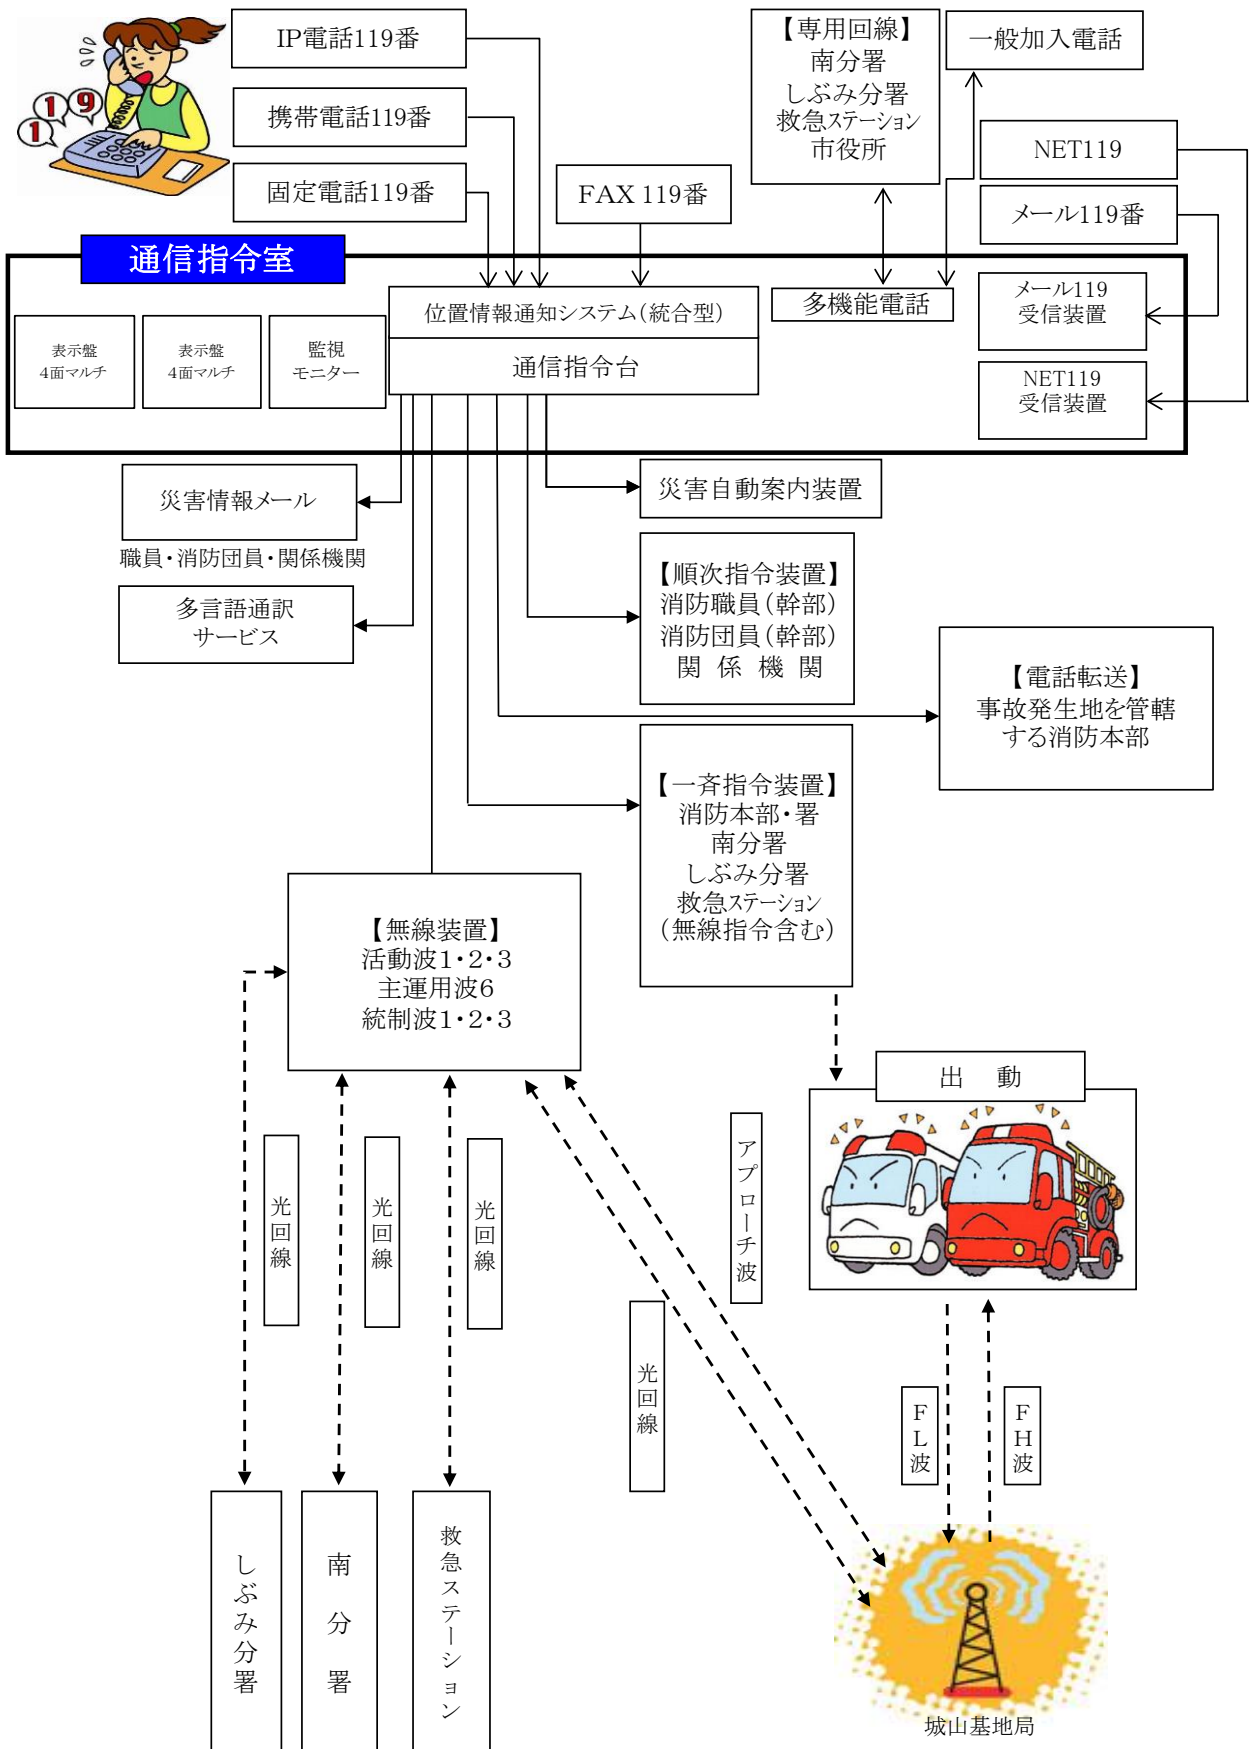 IP電話119番
携帯電話119番
固定電話119番
119
FAX 119番
【専用回線】
南分署
しぶみ分署
救急ステーション
市役所
一般加入電話
NET119
メール119番
通信指令室
表示盤
4面マルチ
表示盤
4面マルチ
監視
モニター
位置情報通知システム(統合型)
通信指令台
多機能電話
メール119
受信装置
NET119
受信装置
災害情報メール
職員・消防団員・関係機関
多言語通訳
サービス
災害自動案内装置
【順次指令装置】
消防職員(幹部)
消防団員(幹部)
関係機関
【電話転送】
事故発生地を管轄
する消防本部
【一斉指令装置】
消防本部・署
南分署
しぶみ分署
救急ステーション
(無線指令含む)
【無線装置】
活動波1・2・3
主運用波6
統制波1・2・3
出動
光回線
光回線
光回線
光回線
アプローチ波
FL波
FH波
しぶみ分署
南分署
救急ステーション
城山基地局